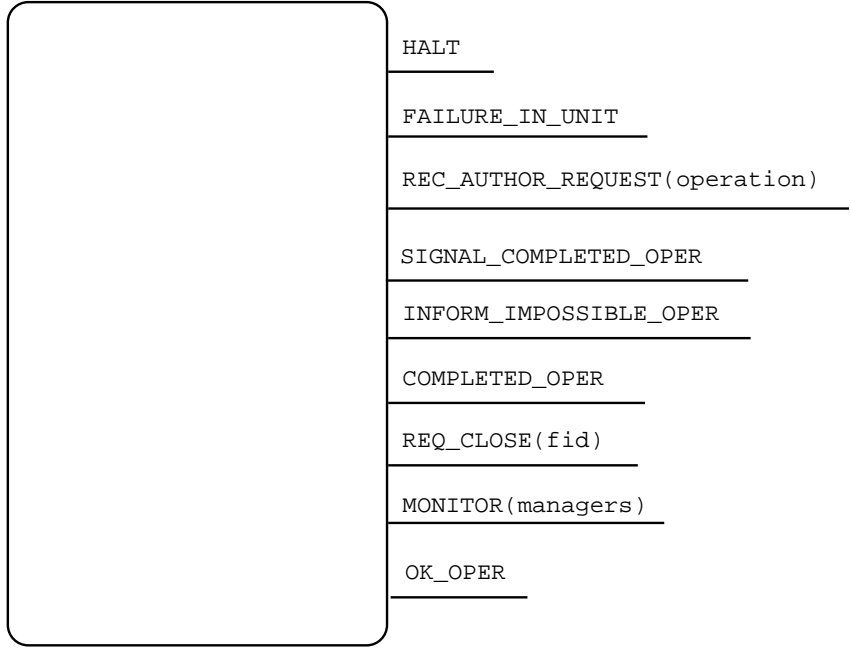 HALT
FAILURE_IN_UNIT
REC_AUTHOR_REQUEST(operation)
SIGNAL_COMPLETED_OPER
INFORM_IMPOSSIBLE_OPER
COMPLETED_OPER
REQ_CLOSE(fid)
MONITOR(managers)
OK_OPER